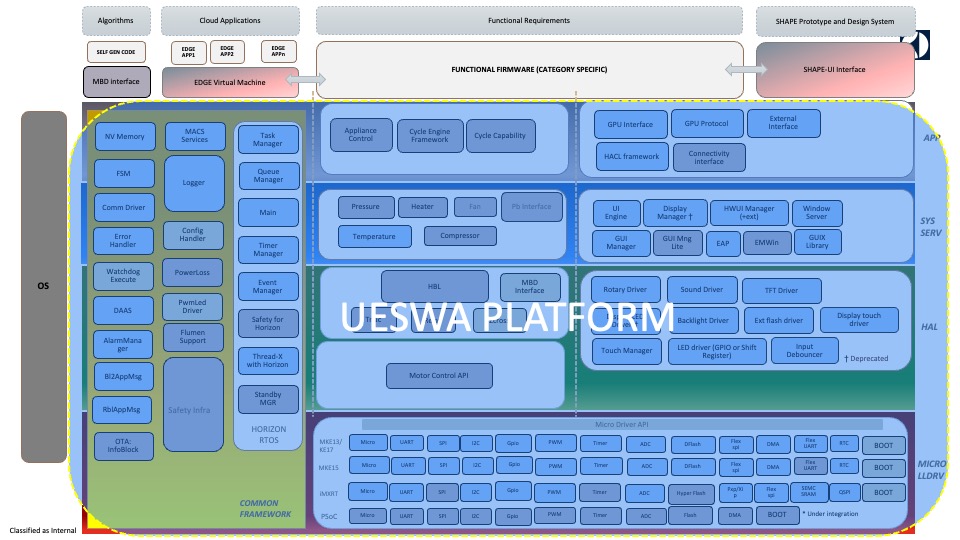 Algorithms
Cloud Applications
Functional Requirements
SHAPE Prototype and Design System
SELF GEN CODE
EDGE
APP1
EDGE
APP2
EDGE
APPn
MBD interface
EDGE Virtual Machine
FUNCTIONAL FIRMWARE (CATEGORY SPECIFIC)
SHAPE-UI Interface
OS
NV Memory
FSM
Comm Driver
Error
Handler
Watchdog
Execute
DAAS
AlarmMana
ger
Bl2AppMsg
RblAppMsg
OTA:
InfoBlock
MACS
Services
Logger
Config
Handler
PowerLoss
PwmLed
Driver
Flumen
Support
Safety Infra
Task
Manager
Queue
Manager
Main
Timer
Manager
Event
Manager
Safety for
Horizon
Thread-X
with Horizon
Standby
MGR
HORIZON
RTOS
COMMON
FRAMEWORK
Appliance
Control
Cycle Engine
Framework
Cycle Capability
GPU Interface
GPU Protocol
External
Interface
HACL framework
Connectivity
interface
APP
Pressure
Heater
Fan
Pb Interface
Temperature
Compressor
UI
Engine
Display
Manager †
HWUI Manager
(+ext)
Window
Server
GUI
Manager
GUI Mng
Lite
EAP
EMWin
GUIX
Library
SYS
SERV
HBL
MBD
Interface
UESWA PLATFORM
Motor Control API
Rotary Driver
Sound Driver
TFT Driver
Backlight Driver
Ext flash driver
Display touch
driver
Touch Manager
LED driver (GPIO or Shift
Register)
Input
Debouncer
† Deprecated
HAL
Micro Driver API
MKE13/
KE17
Micro UART SPI I2C Gpio PWM Timer ADC DFlash Flex
spi DMA Flex
UART RTC BOOT
MKE15
Micro UART SPI I2C Gpio PWM Timer ADC DFlash Flex
spi DMA Flex
UART RTC BOOT
iMXRT
Micro UART SPI I2C Gpio PWM Timer ADC Hyper Flash Exp/Xi
p Flex
spi SEMC
SRAM QSPI BOOT
PSoC
Micro UART SPI I2C Gpio PWM Timer ADC Flash DMA BOOT * Under integration
MICRO
LLDRV
Classified as Internal